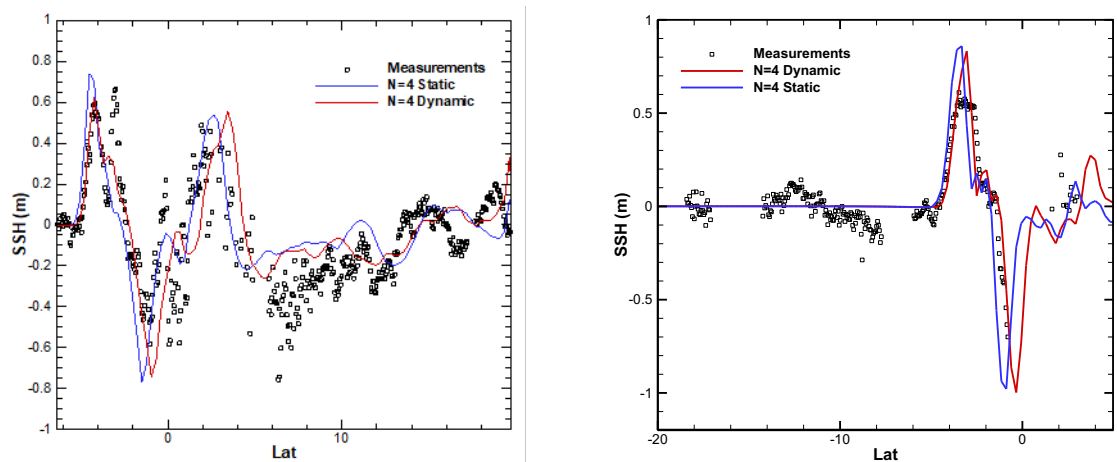 1
0.8
0.6
0.4
0.2
0
-0.2
-0.4
-0.6
-0.8
-1
SSH (m)
0
10
Lat
Measurements
N=4 Static
N=4 Dynamic
1
0.5
0
-0.5
-1
SSH (m)
-20
-10
0
Lat
Measurements
N=4 Dynamic
N=4 Static